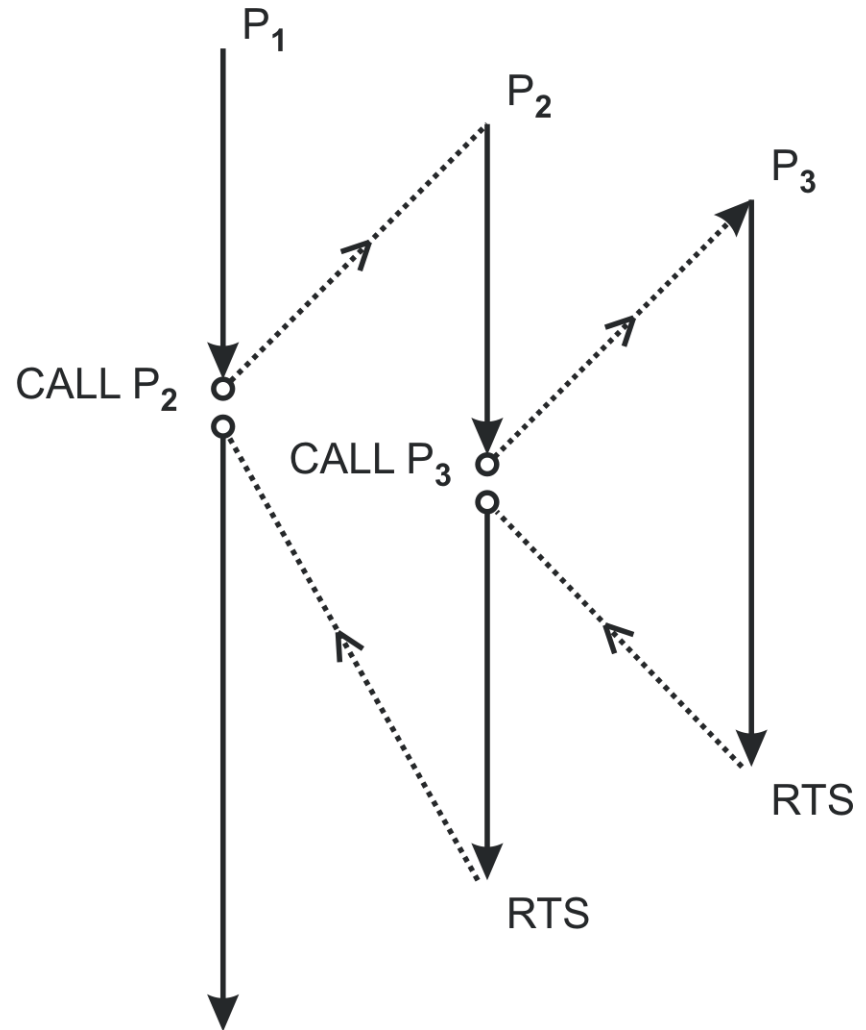 P₁
P₂
P₃
CALL P₂
CALL P₃
RTS
RTS